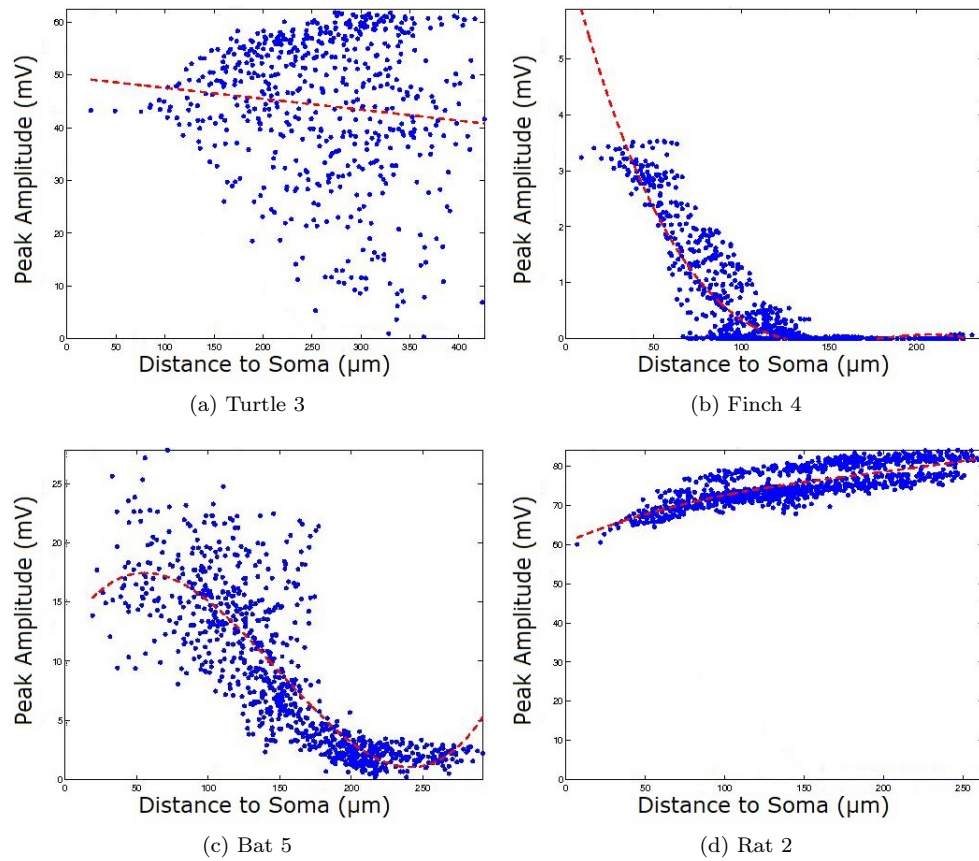 60
50
40
30
20
10
0
0 50 100 150 200 250 300 350 400
Peak Amplitude (mV)
Distance to Soma (µm)
(a) Turtle 3
5
4
3
2
1
0
0 50 100 150 200
Peak Amplitude (mV)
Distance to Soma (µm)
(b) Finch 4
25
20
15
10
5
0
0 50 100 150 200 250
Peak Amplitude (mV)
Distance to Soma (µm)
(c) Bat 5
80
70
60
50
40
30
20
10
0
0 50 100 150 200 250
Peak Amplitude (mV)
Distance to Soma (µm)
(d) Rat 2